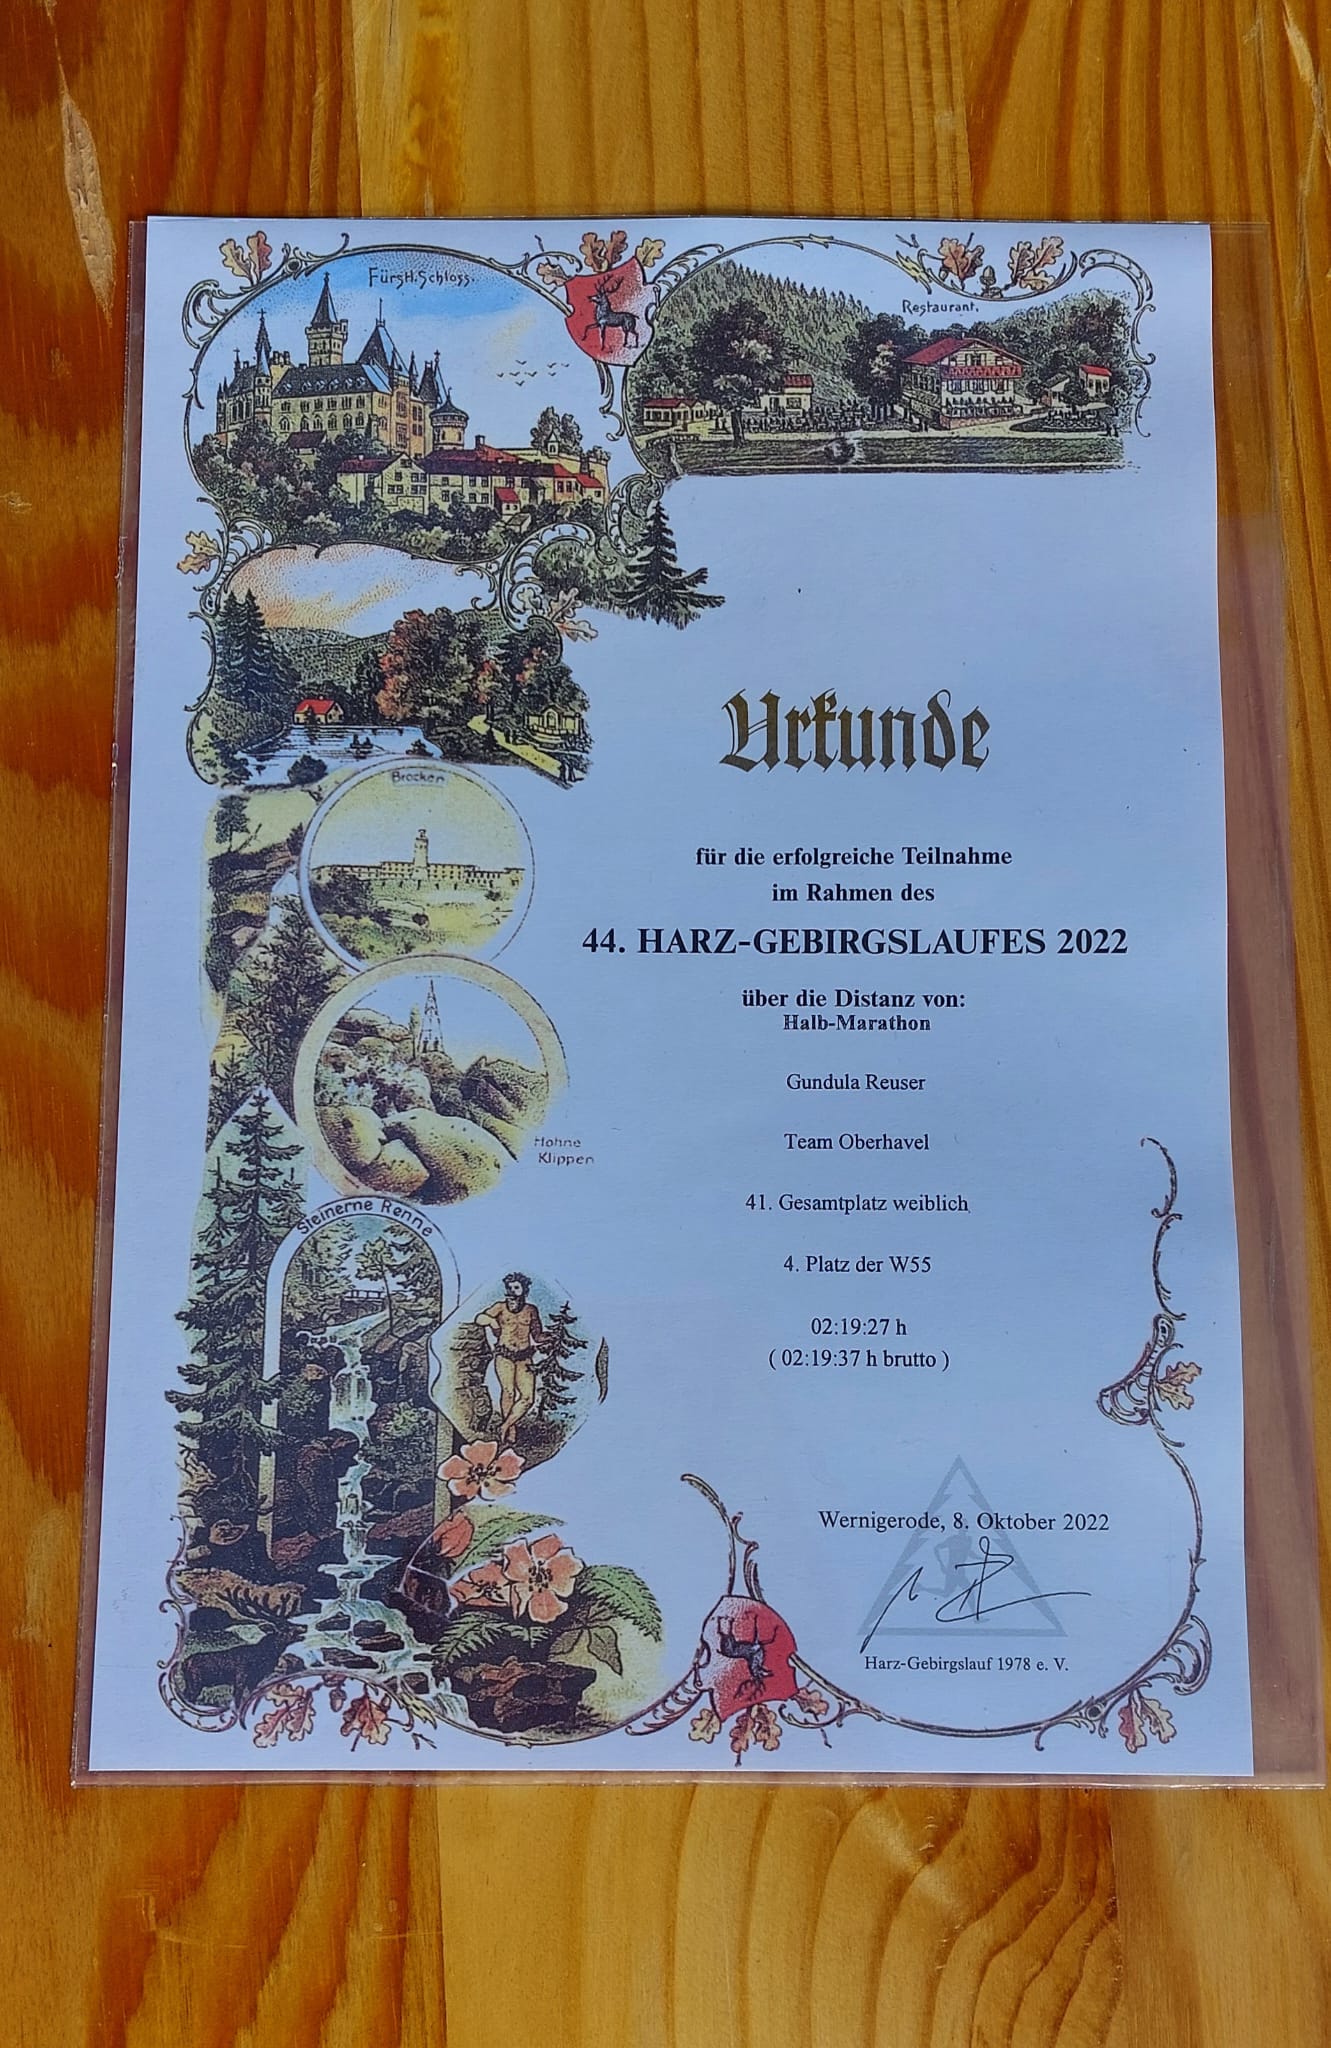 Fürstl. Schloss.
Restaurant.
Brocken
Hohne
Klippen
Steinerne Renne
Urkunde
für die erfolgreiche Teilnahme
im Rahmen des
44. HARZ-GEBIRGSLAUFES 2022
über die Distanz von:
Halb-Marathon
Gundula Reuser
Team Oberhavel
41. Gesamtplatz weiblich
4. Platz der W55
02:19:27 h
( 02:19:37 h brutto )
Wernigerode, 8. Oktober 2022
Harz-Gebirgslauf 1978 e. V.